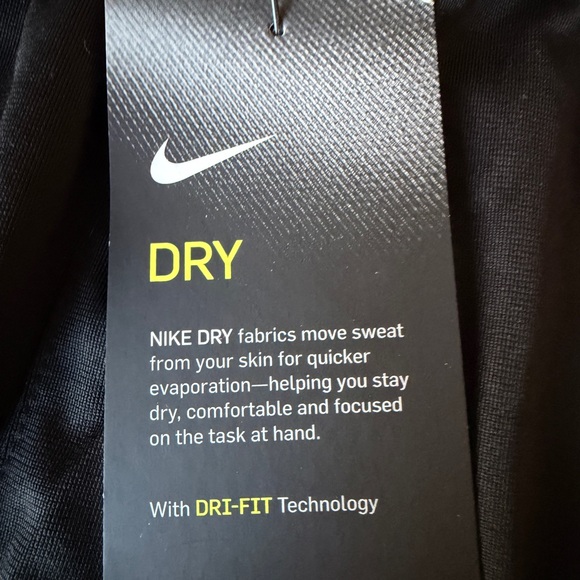 DRY
NIKE DRY fabrics move sweat
from your skin for quicker
evaporation—helping you stay
dry, comfortable and focused
on the task at hand.
With DRI-FIT Technology